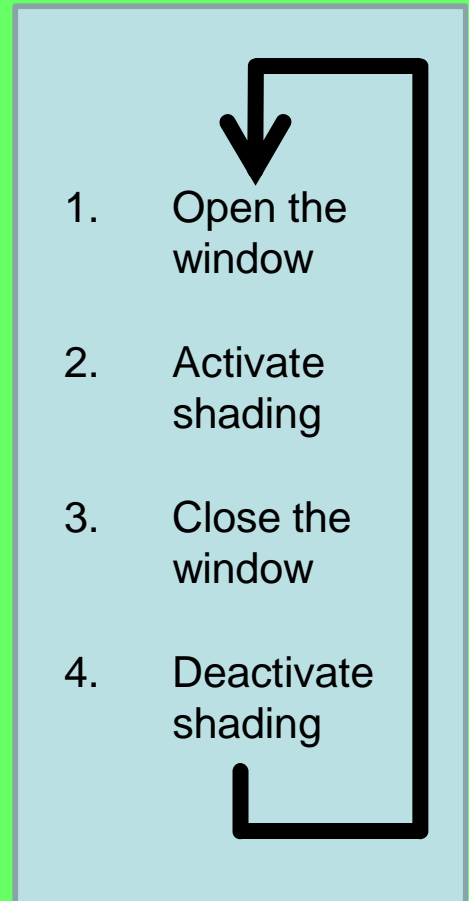 1. Open the
window
2. Activate
shading
3. Close the
window
4. Deactivate
shading